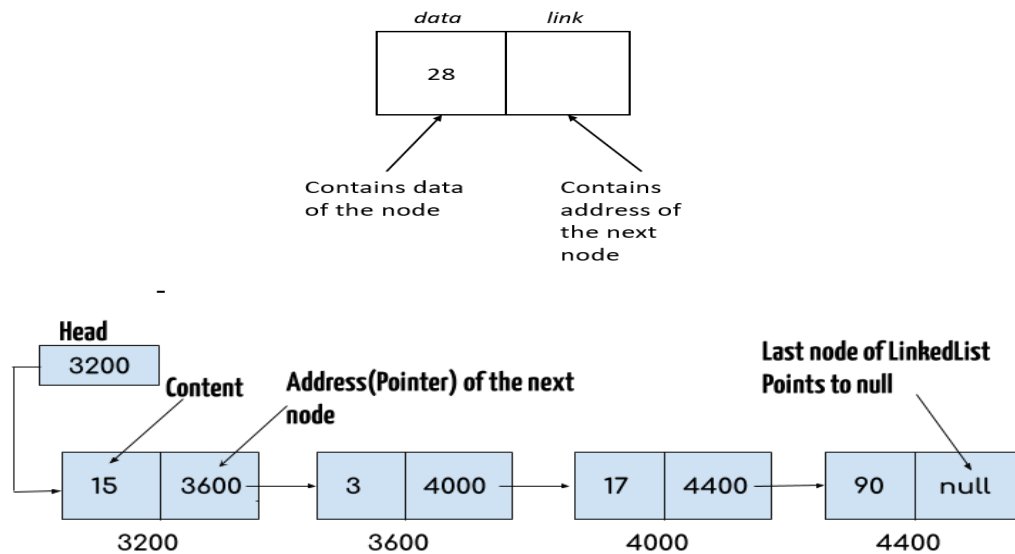 data link
28
Contains data
of the node
Contains
address of
the next
node
Head
3200
Content
Address(Pointer) of the next
node
Last node of LinkedList
Points to null
15 3600 3 4000 17 4400 90 null
3200 3600 4000 4400